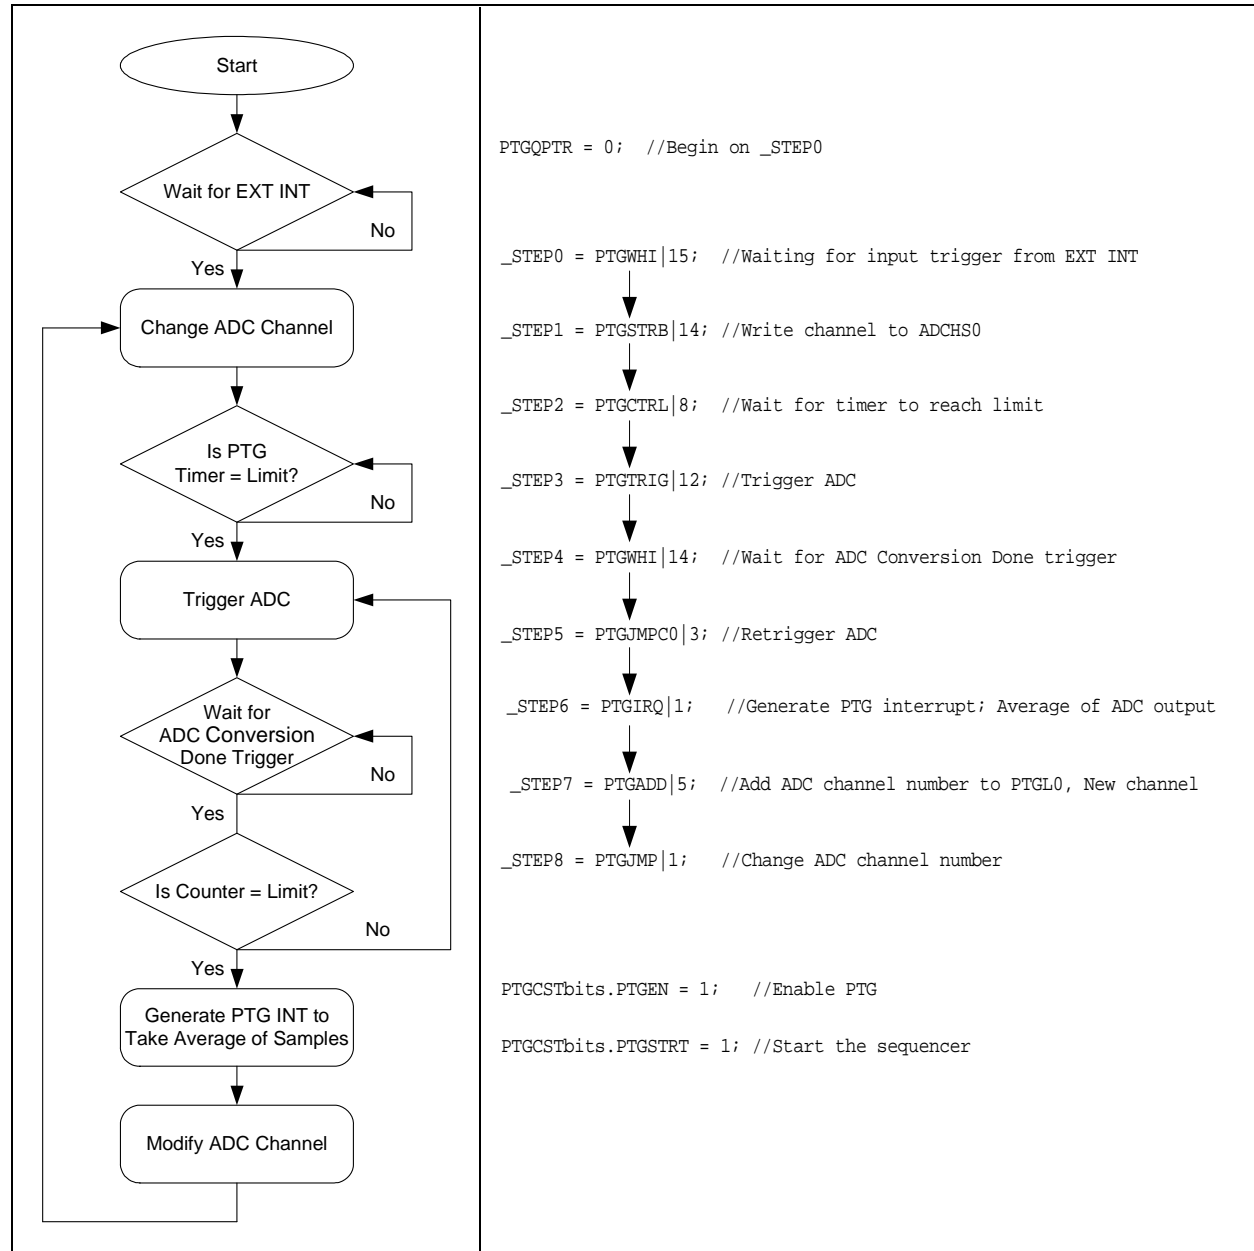 Start
Wait for EXT INT
No
Yes
Change ADC Channel
Is PTG
Timer = Limit?
No
Yes
Trigger ADC
Wait for
ADC Conversion
Done Trigger
No
Yes
Is Counter = Limit?
No
Yes
Generate PTG INT to
Take Average of Samples
Modify ADC Channel
PTGQPTR = 0; //Begin on _STEP0
_STEP0 = PTGWHI|15; //Waiting for input trigger from EXT INT
_STEP1 = PTGSTRB|14; //Write channel to ADCHS0
_STEP2 = PTGCTRL|8; //Wait for timer to reach limit
_STEP3 = PTGTRIG|12; //Trigger ADC
_STEP4 = PTGWHI|14; //Wait for ADC Conversion Done trigger
_STEP5 = PTGJMPC0|3; //Retrigger ADC
_STEP6 = PTGIRQ|1; //Generate PTG interrupt; Average of ADC output
_STEP7 = PTGADD|5; //Add ADC channel number to PTGL0, New channel
_STEP8 = PTGJMP|1; //Change ADC channel number
PTGCSTbits.PTGEN = 1; //Enable PTG
PTGCSTbits.PTGSTRT = 1; //Start the sequencer